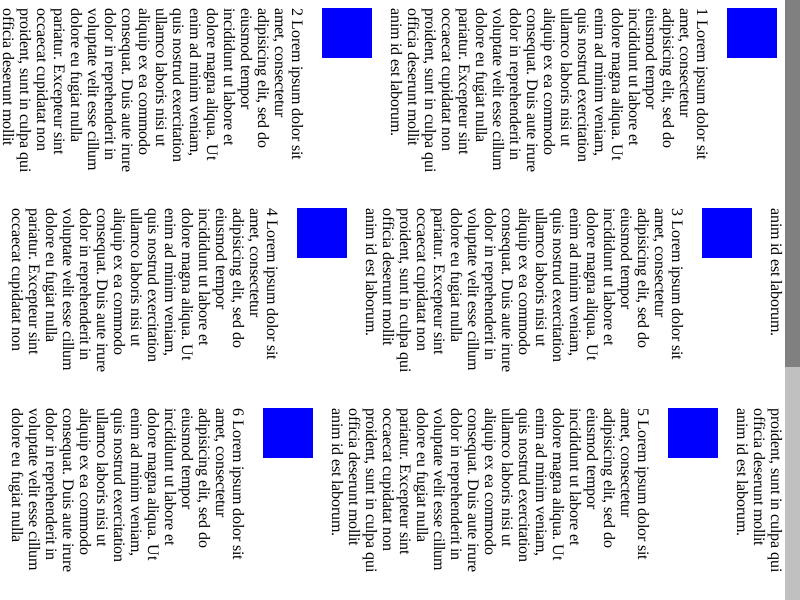 1 Lorem ipsum dolor sit
amet, consectetur
adipisicing elit, sed do
eiusmod tempor
incididunt ut labore et
dolore magna aliqua. Ut
enim ad minim veniam,
quis nostrud exercitation
ullamco laboris nisi ut
aliquip ex ea commodo
consequat. Duis aute irure
dolor in reprehenderit in
voluptate velit esse cillum
dolore eu fugiat nulla
pariatur. Excepteur sint
occaecat cupidatat non
proident, sunt in culpa qui
officia deserunt mollit
anim id est laborum.
2 Lorem ipsum dolor sit
amet, consectetur
adipisicing elit, sed do
eiusmod tempor
incididunt ut labore et
dolore magna aliqua. Ut
enim ad minim veniam,
quis nostrud exercitation
ullamco laboris nisi ut
aliquip ex ea commodo
consequat. Duis aute irure
dolor in reprehenderit in
voluptate velit esse cillum
dolore eu fugiat nulla
pariatur. Excepteur sint
occaecat cupidatat non
proident, sunt in culpa qui
officia deserunt mollit
anim id est laborum.
3 Lorem ipsum dolor sit
amet, consectetur
adipisicing elit, sed do
eiusmod tempor
incididunt ut labore et
dolore magna aliqua. Ut
enim ad minim veniam,
quis nostrud exercitation
ullamco laboris nisi ut
aliquip ex ea commodo
consequat. Duis aute irure
dolor in reprehenderit in
voluptate velit esse cillum
dolore eu fugiat nulla
pariatur. Excepteur sint
occaecat cupidatat non
proident, sunt in culpa qui
officia deserunt mollit
anim id est laborum.
4 Lorem ipsum dolor sit
amet, consectetur
adipisicing elit, sed do
eiusmod tempor
incididunt ut labore et
dolore magna aliqua. Ut
enim ad minim veniam,
quis nostrud exercitation
ullamco laboris nisi ut
aliquip ex ea commodo
consequat. Duis aute irure
dolor in reprehenderit in
voluptate velit esse cillum
dolore eu fugiat nulla
pariatur. Excepteur sint
occaecat cupidatat non
proident, sunt in culpa qui
officia deserunt mollit
anim id est laborum.
5 Lorem ipsum dolor sit
amet, consectetur
adipisicing elit, sed do
eiusmod tempor
incididunt ut labore et
dolore magna aliqua. Ut
enim ad minim veniam,
quis nostrud exercitation
ullamco laboris nisi ut
aliquip ex ea commodo
consequat. Duis aute irure
dolor in reprehenderit in
voluptate velit esse cillum
dolore eu fugiat nulla
pariatur. Excepteur sint
occaecat cupidatat non
proident, sunt in culpa qui
officia deserunt mollit
anim id est laborum.
6 Lorem ipsum dolor sit
amet, consectetur
adipisicing elit, sed do
eiusmod tempor
incididunt ut labore et
dolore magna aliqua. Ut
enim ad minim veniam,
quis nostrud exercitation
ullamco laboris nisi ut
aliquip ex ea commodo
consequat. Duis aute irure
dolor in reprehenderit in
voluptate velit esse cillum
dolore eu fugiat nulla